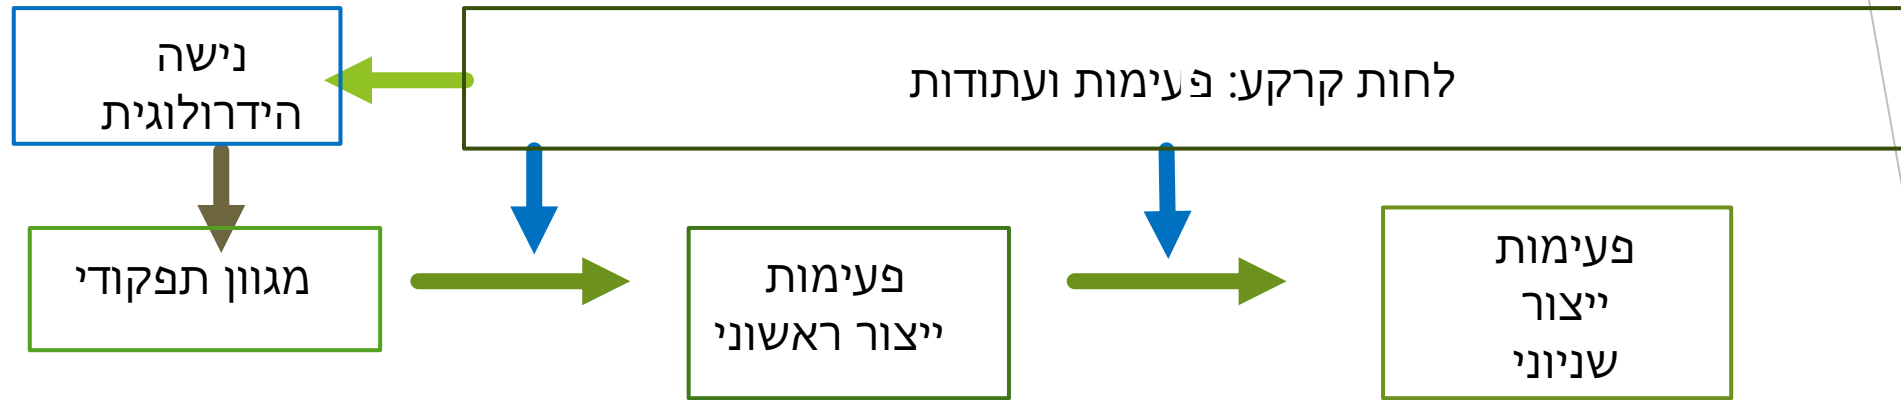 לחות קרקע: פעימות ועתודות
נישה
הידרולוגית
פעימות
ייצור
שניוני
פעימות
ייצור ראשוני
מגוון תפקודי